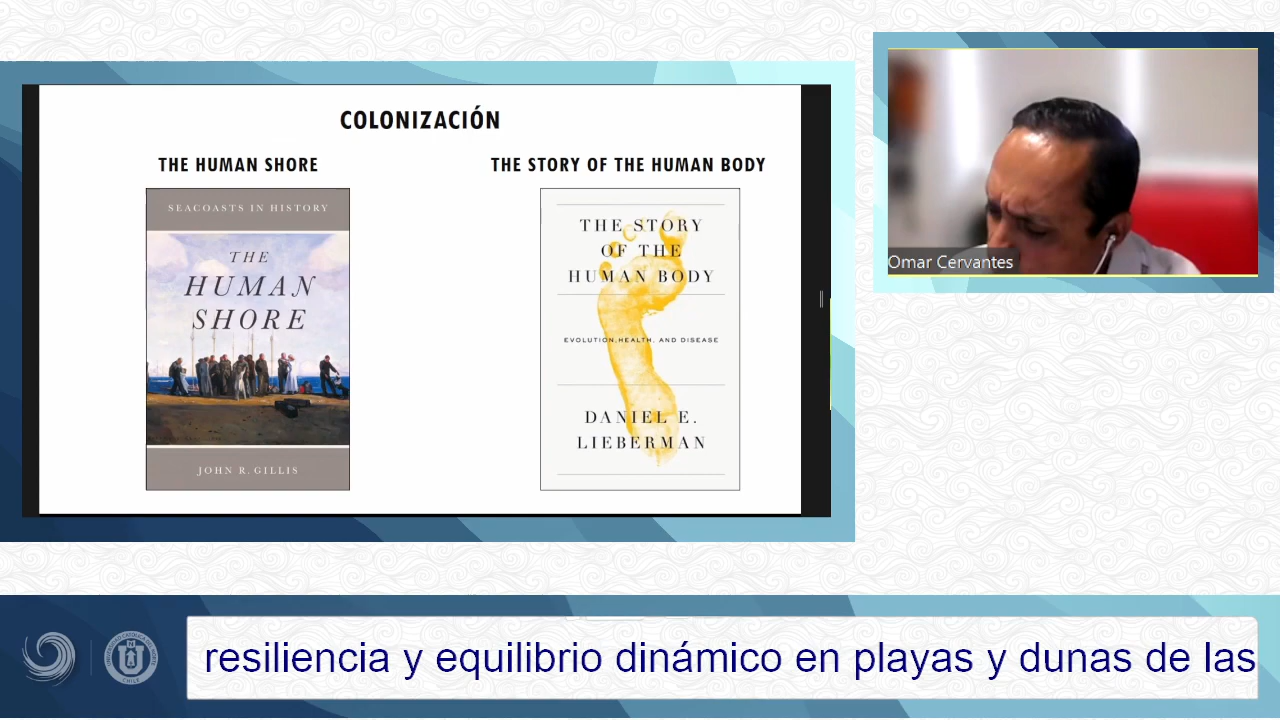 COLONIZACIÓN
THE HUMAN SHORE
SEACOASTS IN HISTORY
THE
HUMAN
SHORE
JOHN R. GILLIS
THE STORY OF THE HUMAN BODY
THE STORY
OF THE
HUMAN BODY
EVOLUTION, HEALTH, AND DISEASE
DANIEL E.
LIEBERMAN
Omar Cervantes
resiliencia y equilibrio dinámico en playas y dunas de las